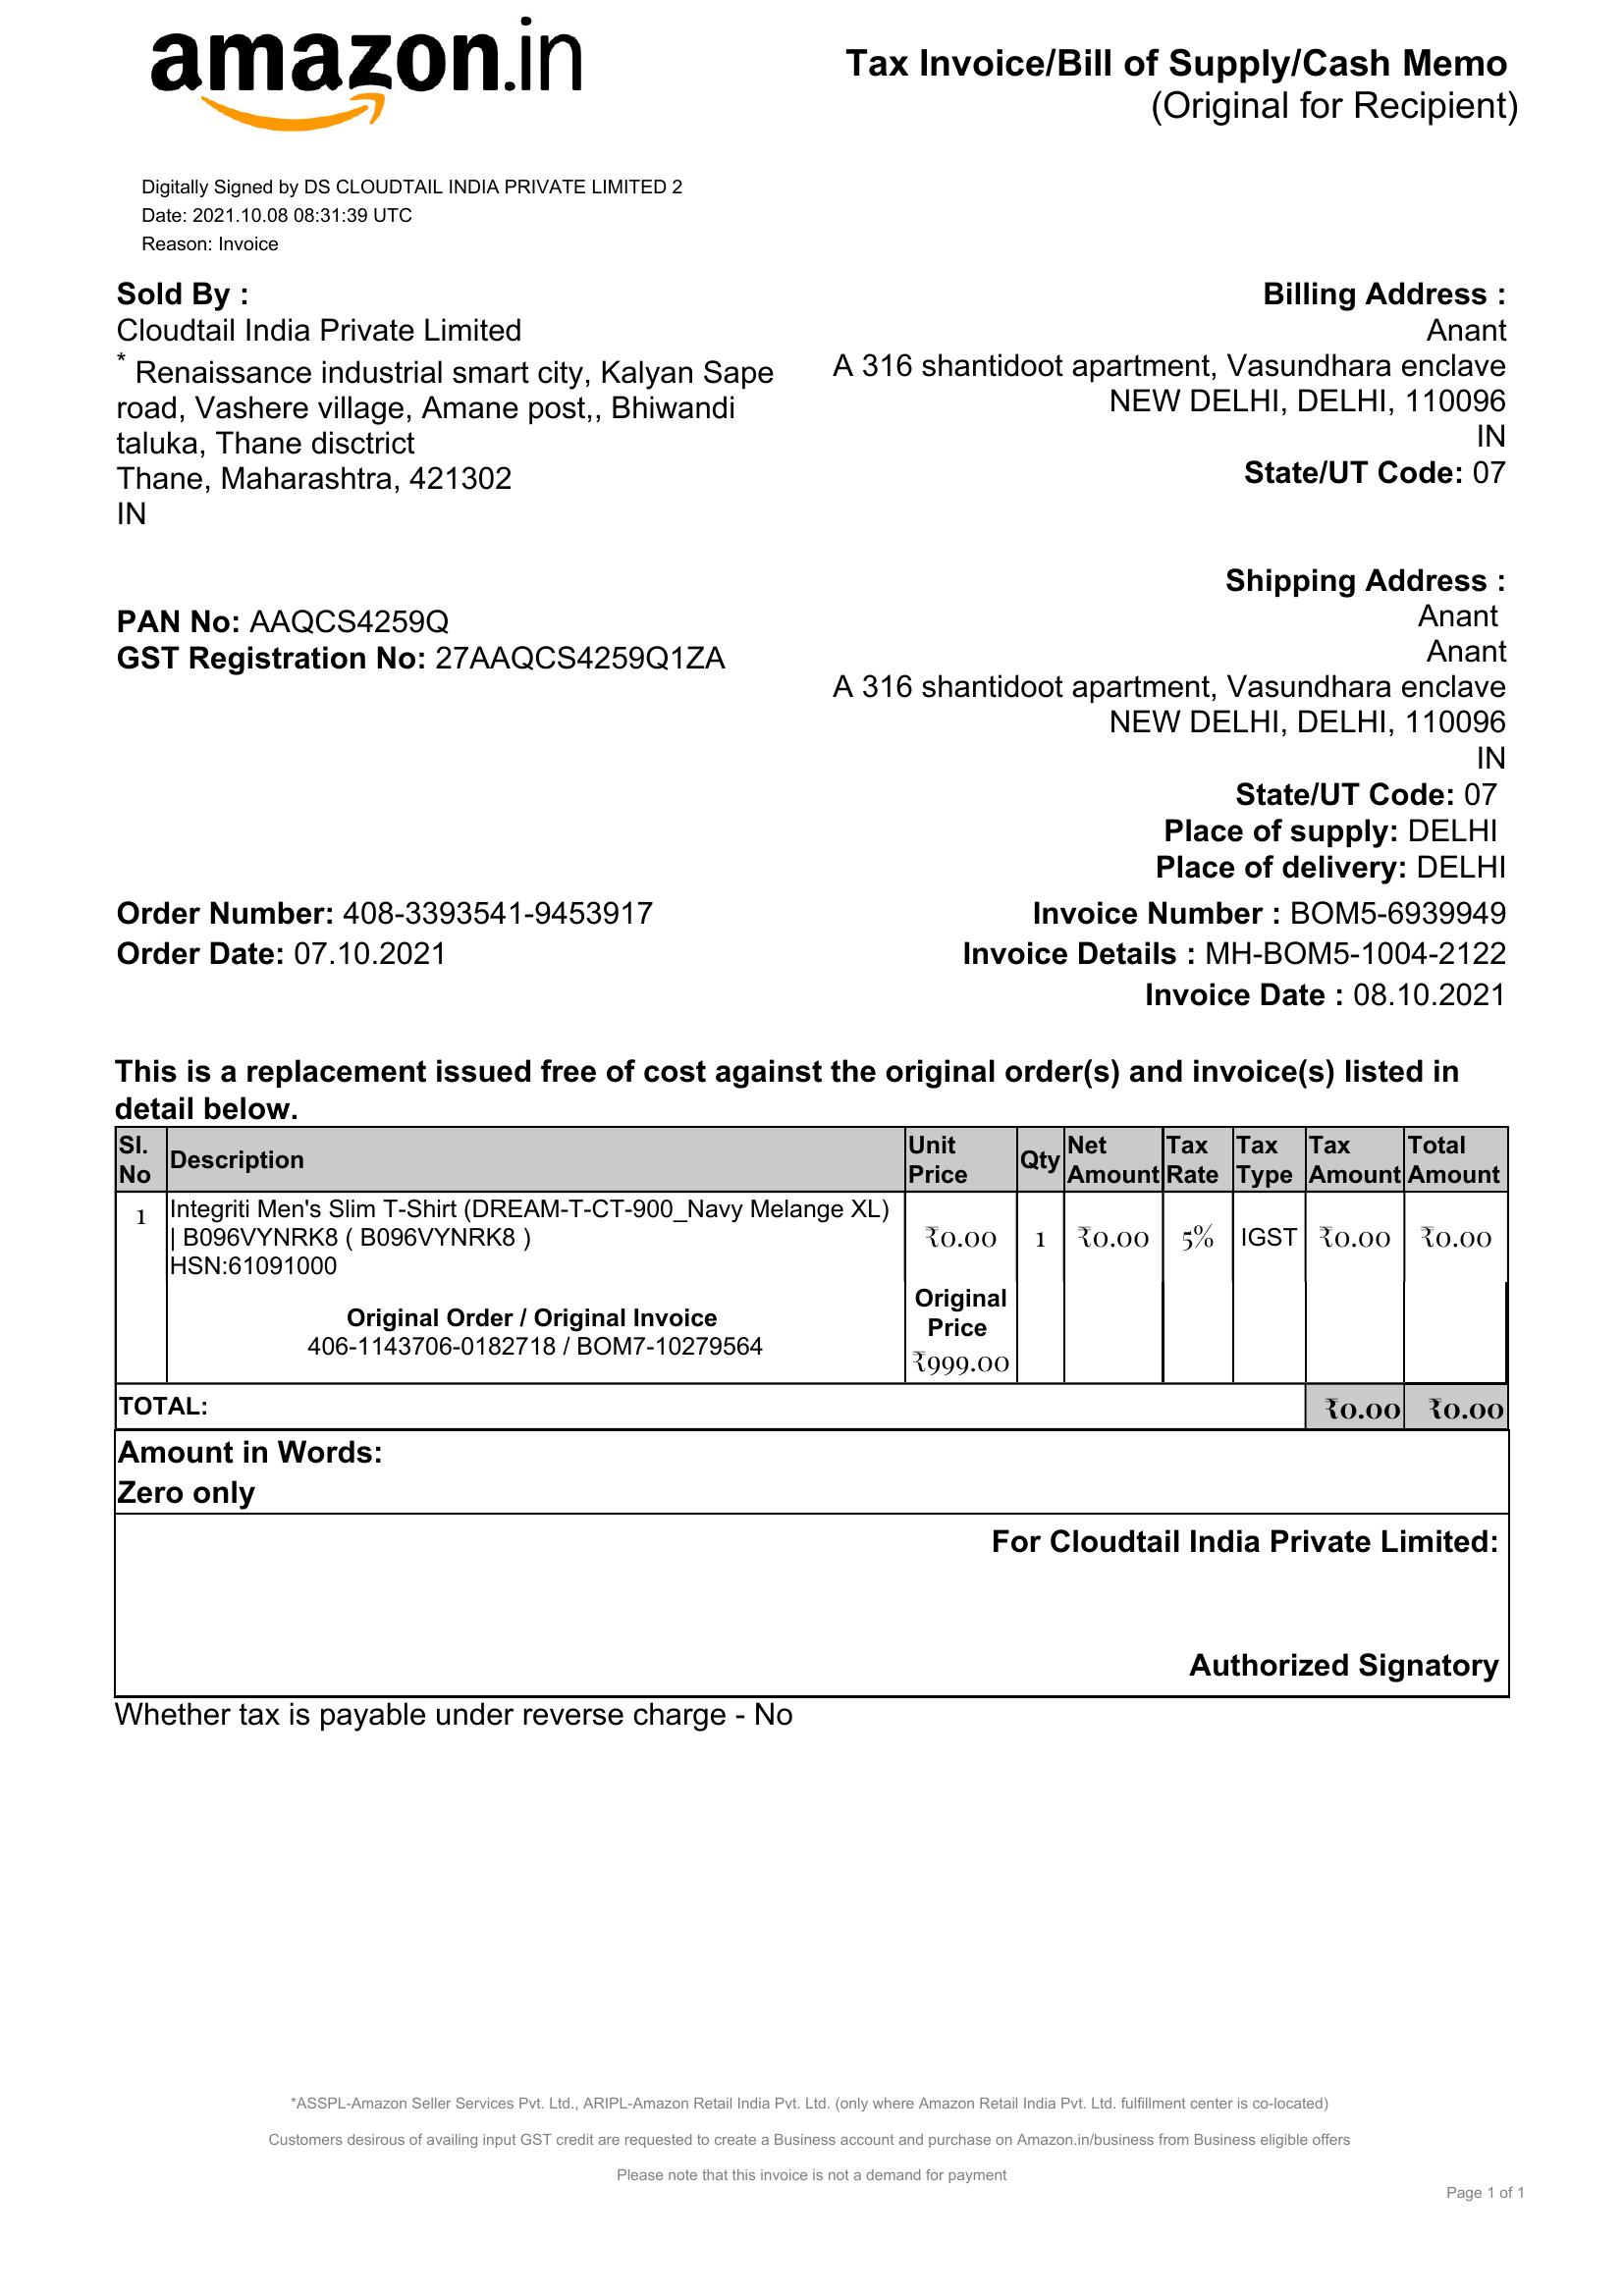 amazon.in
Tax Invoice/Bill of Supply/Cash Memo
(Original for Recipient)
Digitally Signed by DS CLOUDTAIL INDIA PRIVATE LIMITED 2
Date: 2021.10.08 08:31:39 UTC
Reason: Invoice
Sold By :
Cloudtail India Private Limited
* Renaissance industrial smart city, Kalyan Sape
road, Vashere village, Amane post,, Bhiwandi
taluka, Thane disctrict
Thane, Maharashtra, 421302
IN
PAN No: AAQCS4259Q
GST Registration No: 27AAQCS4259Q1ZA
Billing Address :
Anant
A 316 shantidoot apartment, Vasundhara enclave
NEW DELHI, DELHI, 110096
IN
State/UT Code: 07
Shipping Address :
Anant
Anant
A 316 shantidoot apartment, Vasundhara enclave
NEW DELHI, DELHI, 110096
IN
State/UT Code: 07
Place of supply: DELHI
Place of delivery: DELHI
Order Number: 408-3393541-9453917
Order Date: 07.10.2021
Invoice Number : BOM5-6939949
Invoice Details : MH-BOM5-1004-2122
Invoice Date : 08.10.2021
This is a replacement issued free of cost against the original order(s) and invoice(s) listed in
detail below.
Sl. No Description Unit Price Qty Net Amount Tax Rate Tax Type Tax Amount Total Amount
1 Integriti Men's Slim T-Shirt (DREAM-T-CT-900_Navy Melange XL)
| B096VYNRK8 ( B096VYNRK8 ) ₹0.00 1 ₹0.00 5% IGST ₹0.00 ₹0.00
HSN:61091000
Original Order / Original Invoice
406-1143706-0182718 / BOM7-10279564
Original
Price
₹999.00
TOTAL: ₹0.00 ₹0.00
Amount in Words:
Zero only
For Cloudtail India Private Limited:
Authorized Signatory
Whether tax is payable under reverse charge - No
*ASSPL-Amazon Seller Services Pvt. Ltd., ARIPL-Amazon Retail India Pvt. Ltd. (only where Amazon Retail India Pvt. Ltd. fulfillment center is co-located)
Customers desirous of availing input GST credit are requested to create a Business account and purchase on Amazon.in/business from Business eligible offers
Please note that this invoice is not a demand for payment
Page 1 of 1